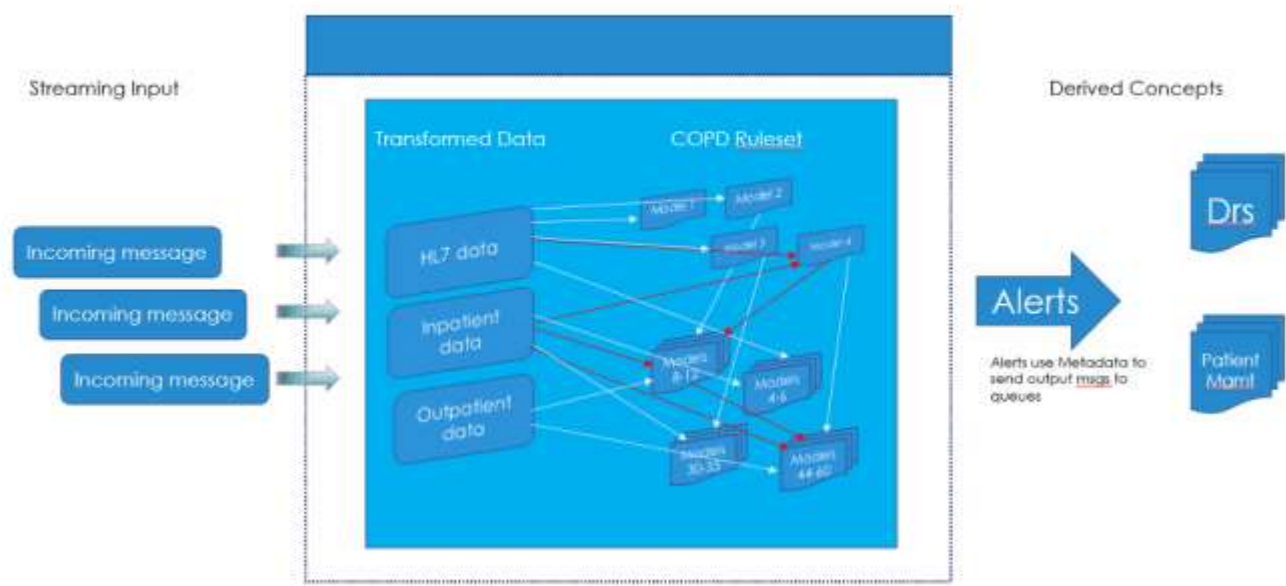 Streaming Input
Derived Concepts
Transformed Data
COPD Ruleset
Incoming message
Incoming message
Incoming message
HL7 data
Inpatient
data
Outpatient
data
Model 1
Model 2
Model 3
Model 4
Models
8-12
Models
4-6
Models
30-35
Models
44-60
Alerts
Alerts use Metadata to
send output msgs to
queues
Drs
Patient
Mgmt